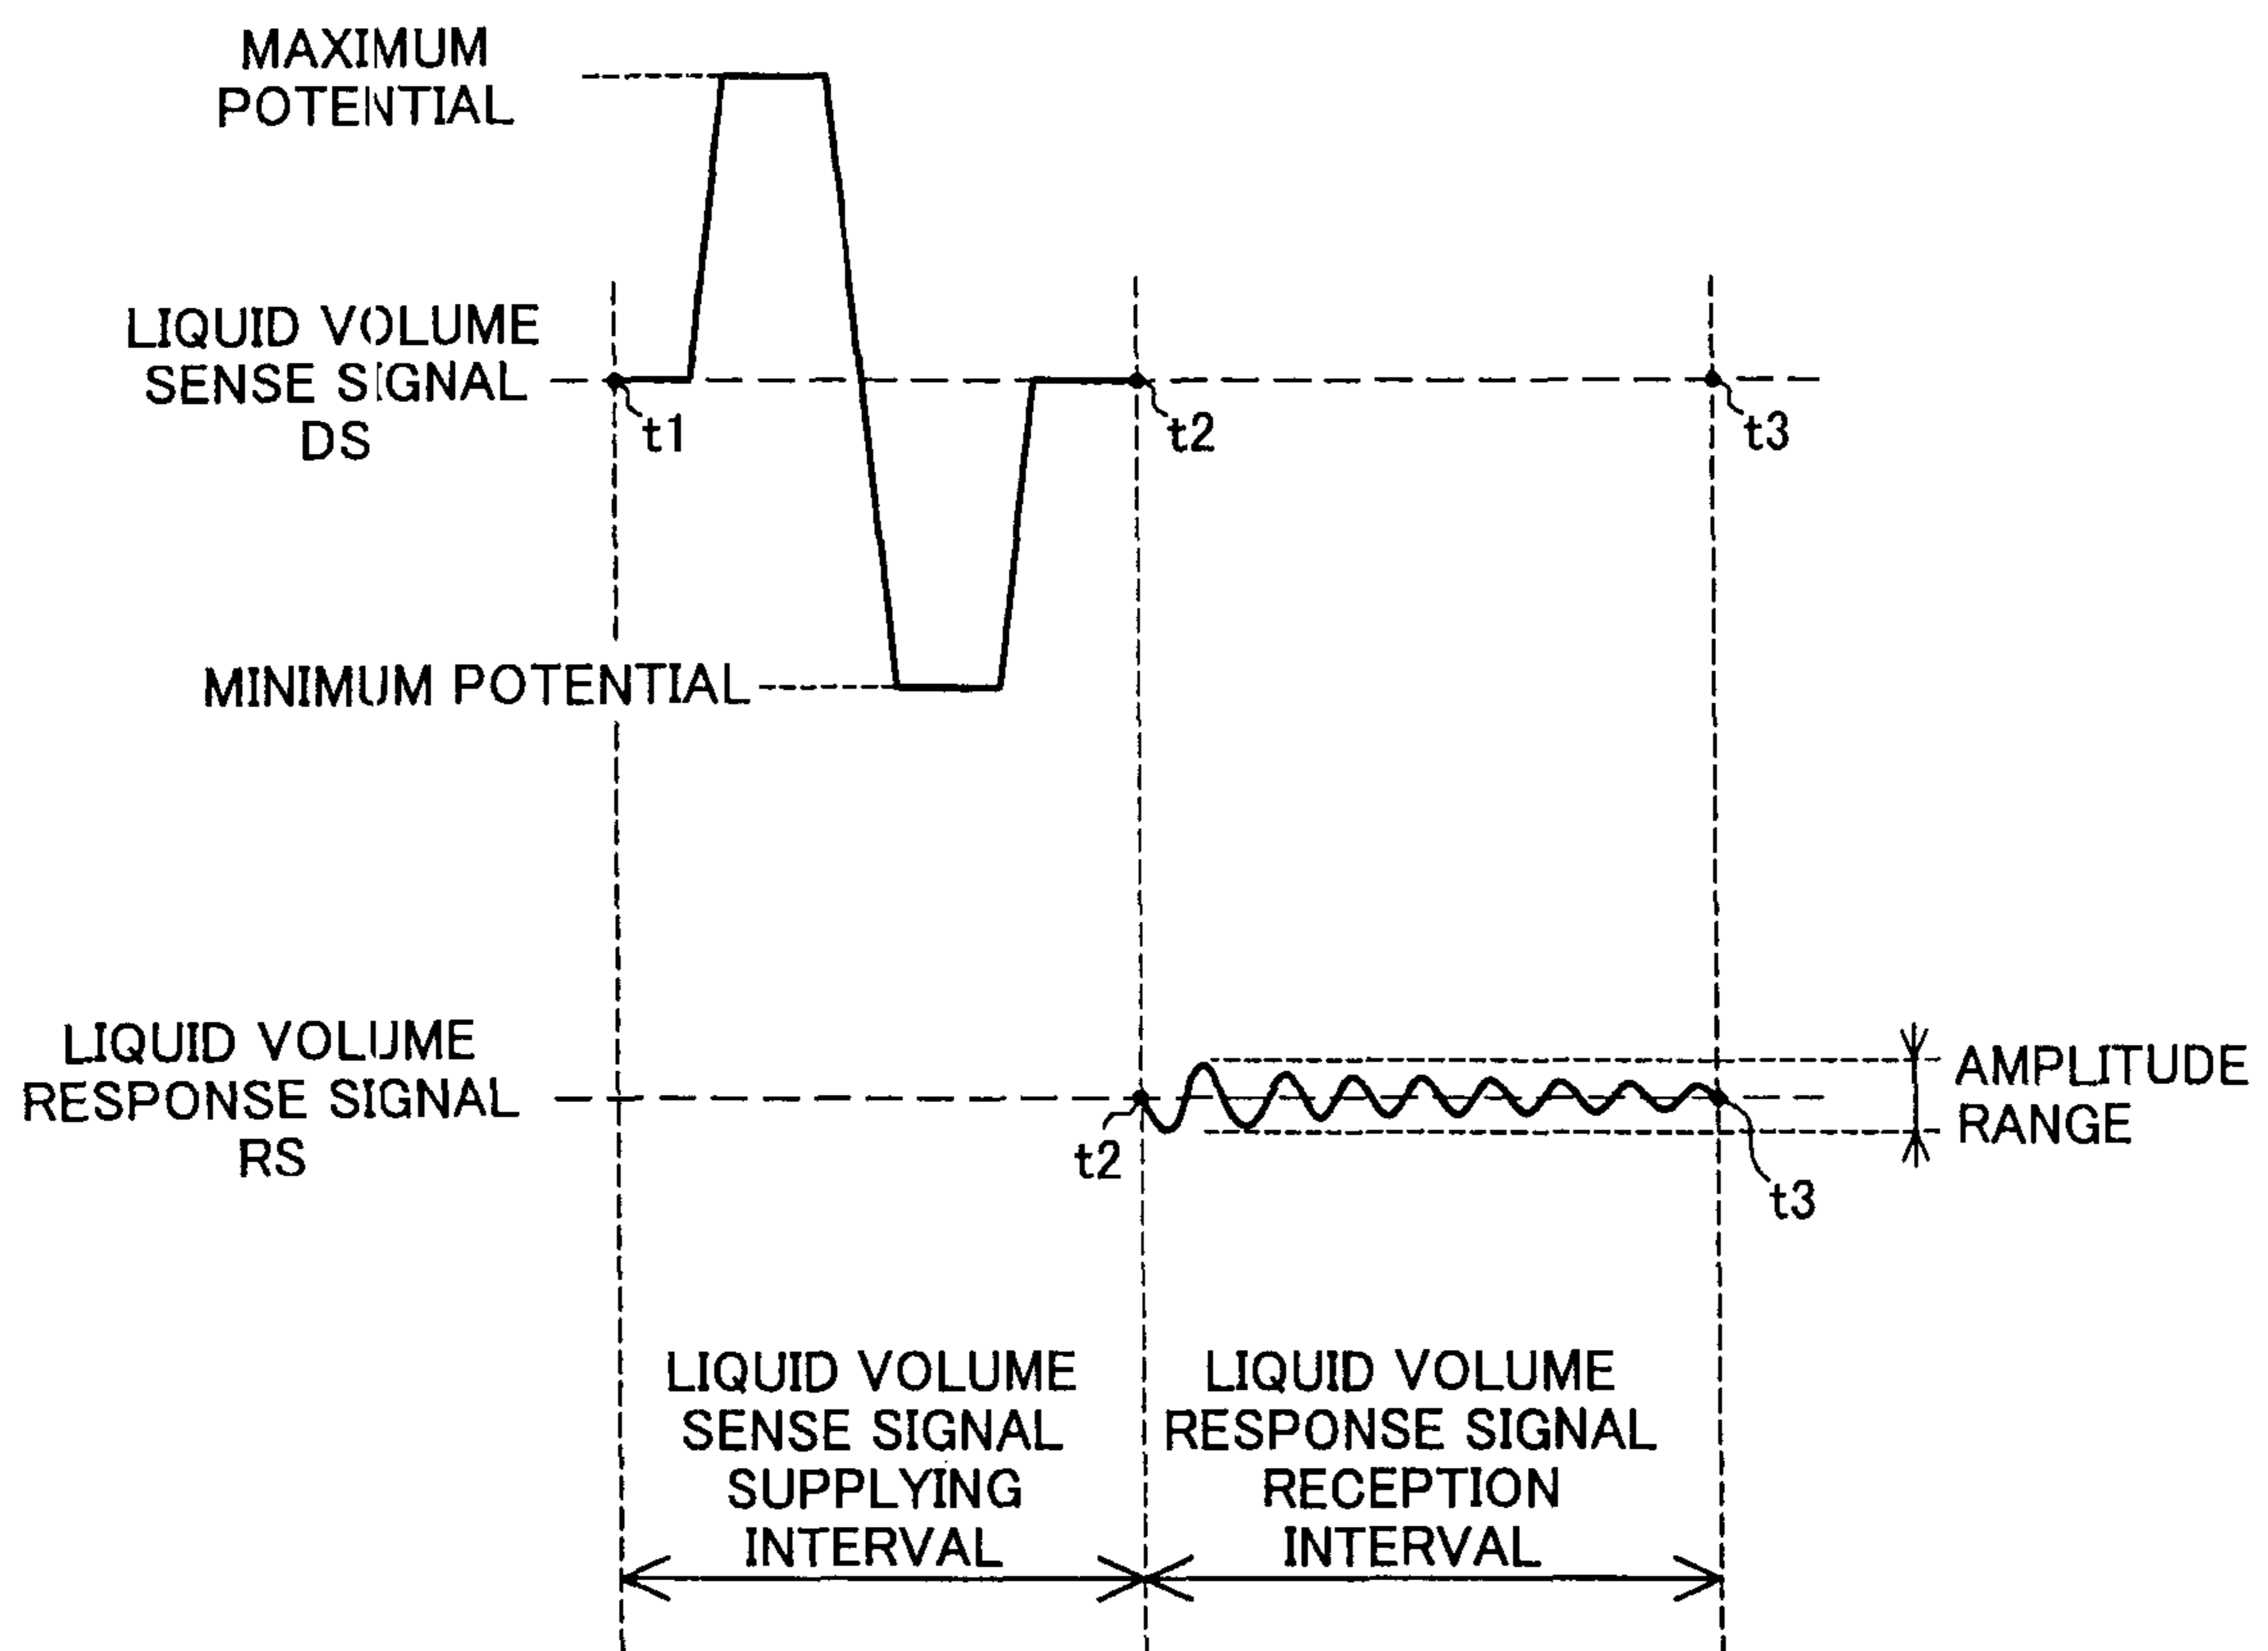 MAXIMUM
POTENTIAL
LIQUID VOLUME
SENSE SIGNAL
DS
t1
t2
t3
MINIMUM POTENTIAL
LIQUID VOLUME
RESPONSE SIGNAL
RS
t2
t3
AMPLITUDE
RANGE
LIQUID VOLUME
SENSE SIGNAL
SUPPLYING
INTERVAL
LIQUID VOLUME
RESPONSE SIGNAL
RECEPTION
INTERVAL